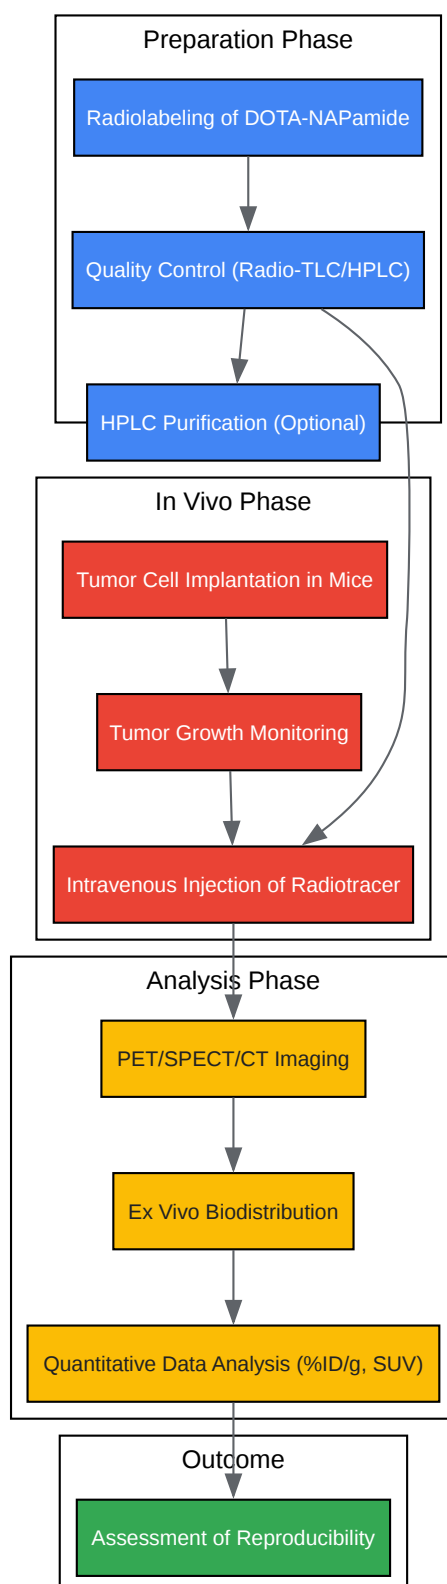 Preparation Phase
Radiolabeling of DOTA-NAPamide
Quality Control (Radio-TLC/HPLC)
HPLC Purification (Optional)
In Vivo Phase
Tumor Cell Implantation in Mice
Tumor Growth Monitoring
Intravenous Injection of Radiotracer
Analysis Phase
PET/SPECT/CT Imaging
Ex Vivo Biodistribution
Quantitative Data Analysis (%ID/g, SUV)
Outcome
Assessment of Reproducibility